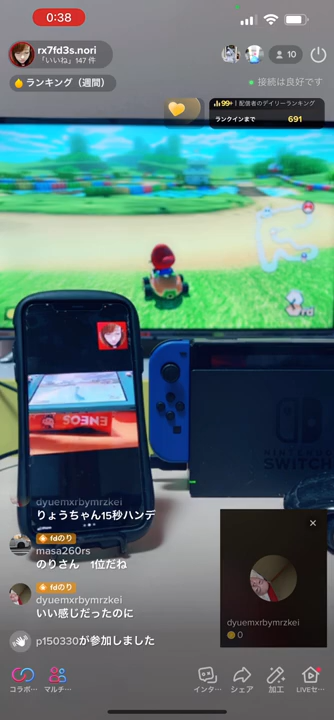 0:38
rx7fd3s.nori
「いいね」147 件
10
ランキング（週間）
接続は良好です
99+ | 配信者のデイリーランキング
ランクインまで 691
rd
ENEOS
NINTENDO
SWITCH
dyuemxrbymrzkei
りょうちゃん15秒ハンデ
fdのり
masa260rs
のりさん 1位だね
fdのり
dyuemxrbymrzkei
いい感じだったのに
p150330が参加しました
dyuemxrbymrzkei
0
コラボ…
マルチ…
インタ…
シェア
加工
LIVEセ…